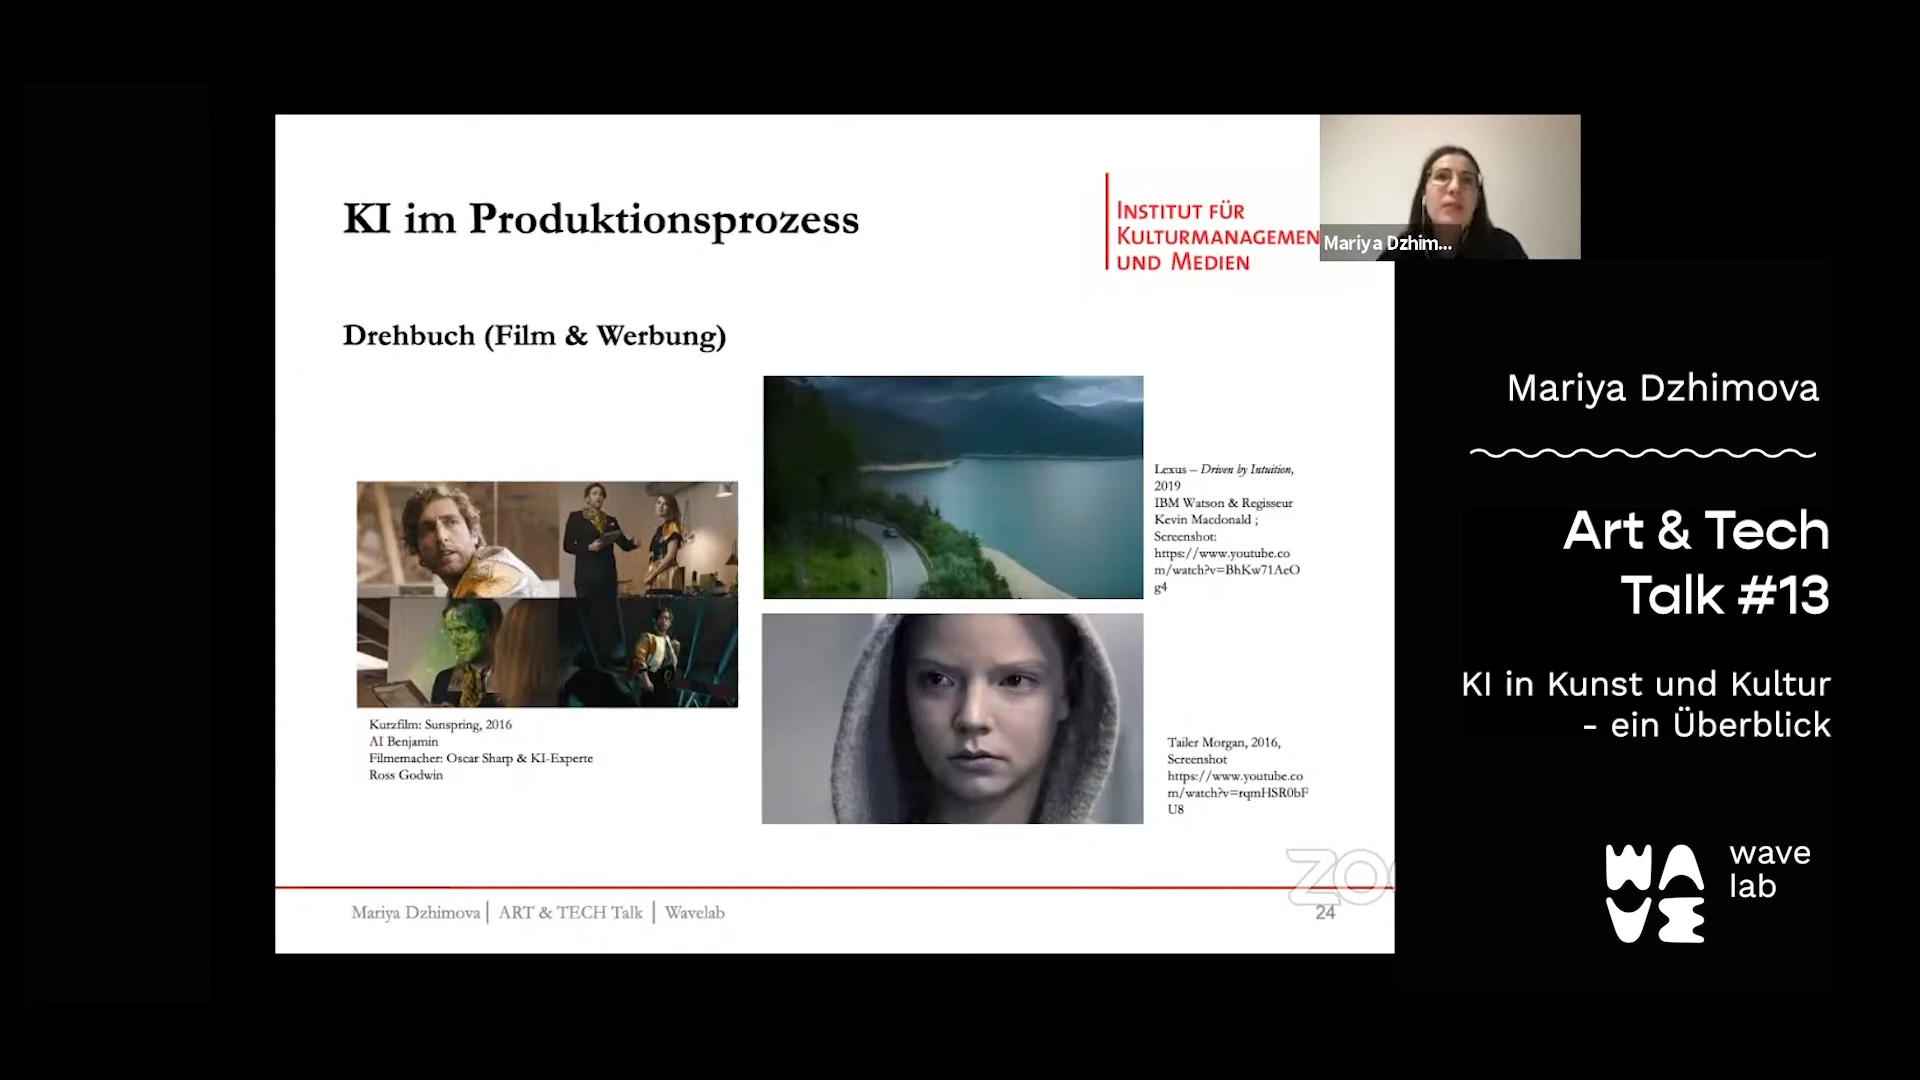 KI im Produktionsprozess
INSTITUT FÜR
KULTURMANAGEMEN
UND MEDIEN
Mariya Dzhim...
Drehbuch (Film & Werbung)
Lexus – Driven by Intuition,
2019
IBM Watson & Regisseur
Kevin Macdonald ;
Screenshot:
https://www.youtube.co
m/watch?v=BhKw71AeO
g4
Kurzfilm: Sunspring, 2016
AI Benjamin
Filmemacher: Oscar Sharp & KI-Experte
Ross Godwin
Tailer Morgan, 2016,
Screenshot
https://www.youtube.co
m/watch?v=rqmHSR0bF
U8
ZO
Mariya Dzhimova | ART & TECH Talk | Wavelab
24
Mariya Dzhimova
Art & Tech
Talk #13
KI in Kunst und Kultur
- ein Überblick
WA
VE
wave
lab